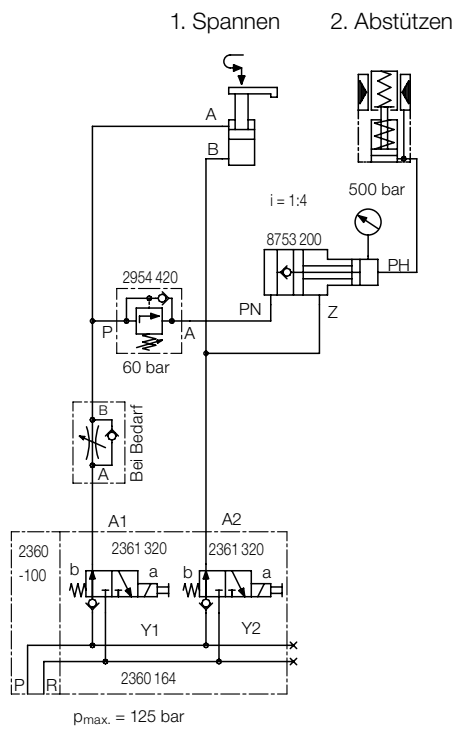 1. Spannen 2. Abstützen
A
B
500 bar
i = 1:4
8753 200
2954 420
PN
PH
P
A
Z
60 bar
B
A
Bei Bedarf
A1
A2
2360
-100
2361 320
2361 320
b
a
b
a
Y1
Y2
P
R
2360 164
pmax. = 125 bar